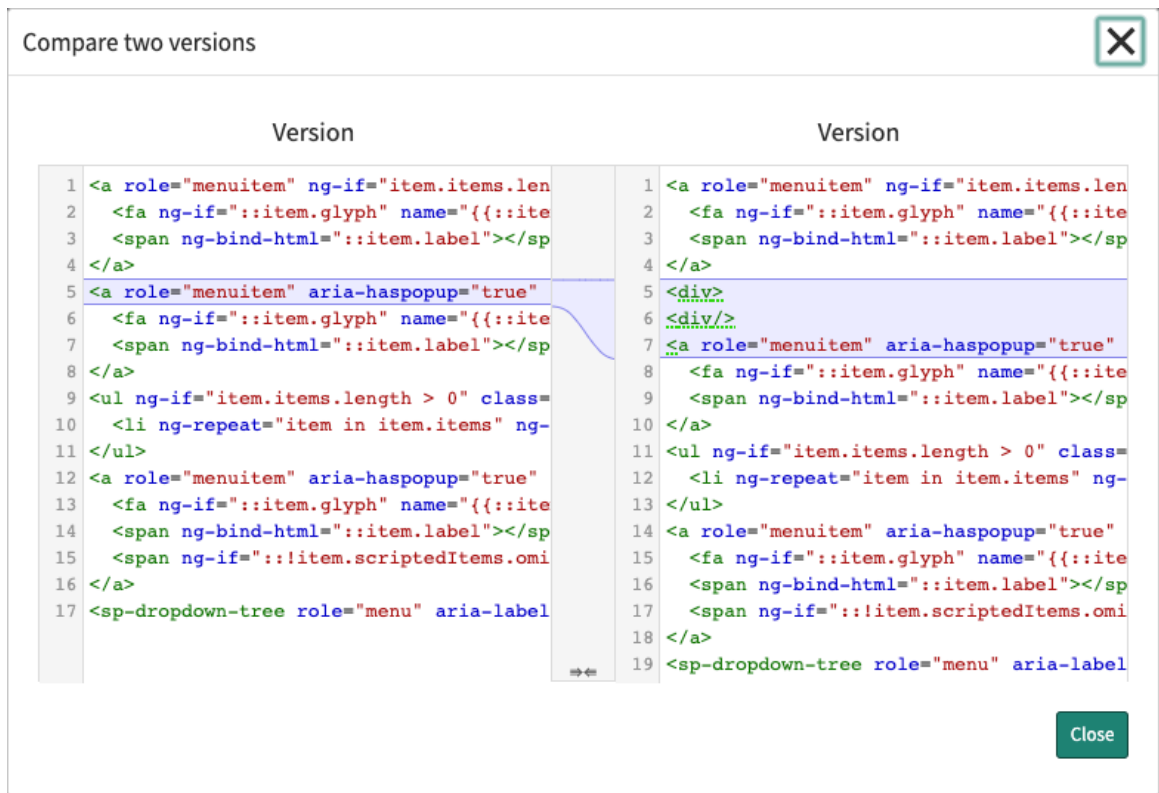 Compare two versions
Version
1 <a role="menuitem" ng-if="item.items.len
2 <fa ng-if="::item.glyph" name="{{::ite
3 <span ng-bind-html="::item.label"></sp
4 </a>
5 <a role="menuitem" aria-haspopup="true"
6 <fa ng-if="::item.glyph" name="{{::ite
7 <span ng-bind-html="::item.label"></sp
8 </a>
9 <ul ng-if="item.items.length > 0" class=
10 <li ng-repeat="item in item.items" ng-
11 </ul>
12 <a role="menuitem" aria-haspopup="true"
13 <fa ng-if="::item.glyph" name="{{::ite
14 <span ng-bind-html="::item.label"></sp
15 <span ng-if="::!item.scriptedItems.omi
16 </a>
17 <sp-dropdown-tree role="menu" aria-label
Version
1 <a role="menuitem" ng-if="item.items.len
2 <fa ng-if="::item.glyph" name="{{::ite
3 <span ng-bind-html="::item.label"></sp
4 </a>
5 <div>
6 <div/>
7 <a role="menuitem" aria-haspopup="true"
8 <fa ng-if="::item.glyph" name="{{::ite
9 <span ng-bind-html="::item.label"></sp
10 </a>
11 <ul ng-if="item.items.length > 0" class=
12 <li ng-repeat="item in item.items" ng-
13 </ul>
14 <a role="menuitem" aria-haspopup="true"
15 <fa ng-if="::item.glyph" name="{{::ite
16 <span ng-bind-html="::item.label"></sp
17 <span ng-if="::!item.scriptedItems.omi
18 </a>
19 <sp-dropdown-tree role="menu" aria-label
Close